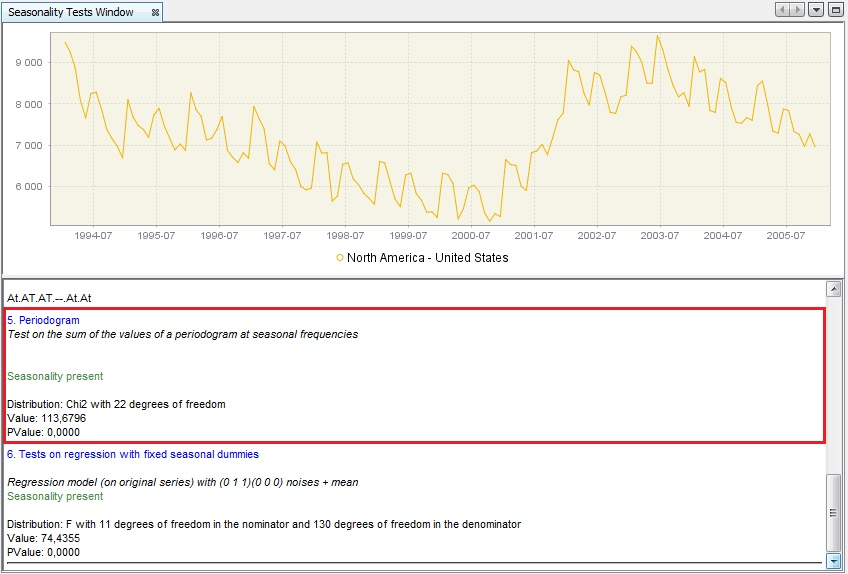 Seasonality Tests Window
9 000
8 000
7 000
6 000
1994-07 1995-07 1996-07 1997-07 1998-07 1999-07 2000-07 2001-07 2002-07 2003-07 2004-07 2005-07
North America - United States
At.AT.AT.--.At.At
5. Periodogram
Test on the sum of the values of a periodogram at seasonal frequencies
Seasonality present
Distribution: Chi2 with 22 degrees of freedom
Value: 113,6796
PValue: 0,0000
6. Tests on regression with fixed seasonal dummies
Regression model (on original series) with (0 1 1)(0 0 0) noises + mean
Seasonality present
Distribution: F with 11 degrees of freedom in the nominator and 130 degrees of freedom in the denominator
Value: 74,4355
PValue: 0,0000